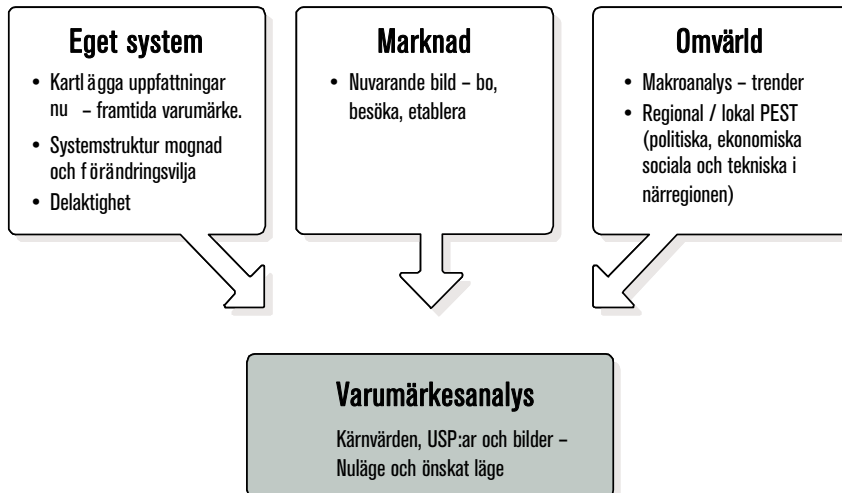 Eget system
• Kartlägga uppfattningar
nu – framtida varumärke.
• Systemstruktur mognad
och förändringsvilja
• Delaktighet
Marknad
• Nuvarande bild – bo,
besöka, etablera
Omvärld
• Makroanalys – trender
• Regional / lokal PEST
(politiska, ekonomiska
sociala och tekniska i
närregionen)
Varumärkesanalys
Kärnvärden, USP:ar och bilder –
Nuläge och önskat läge